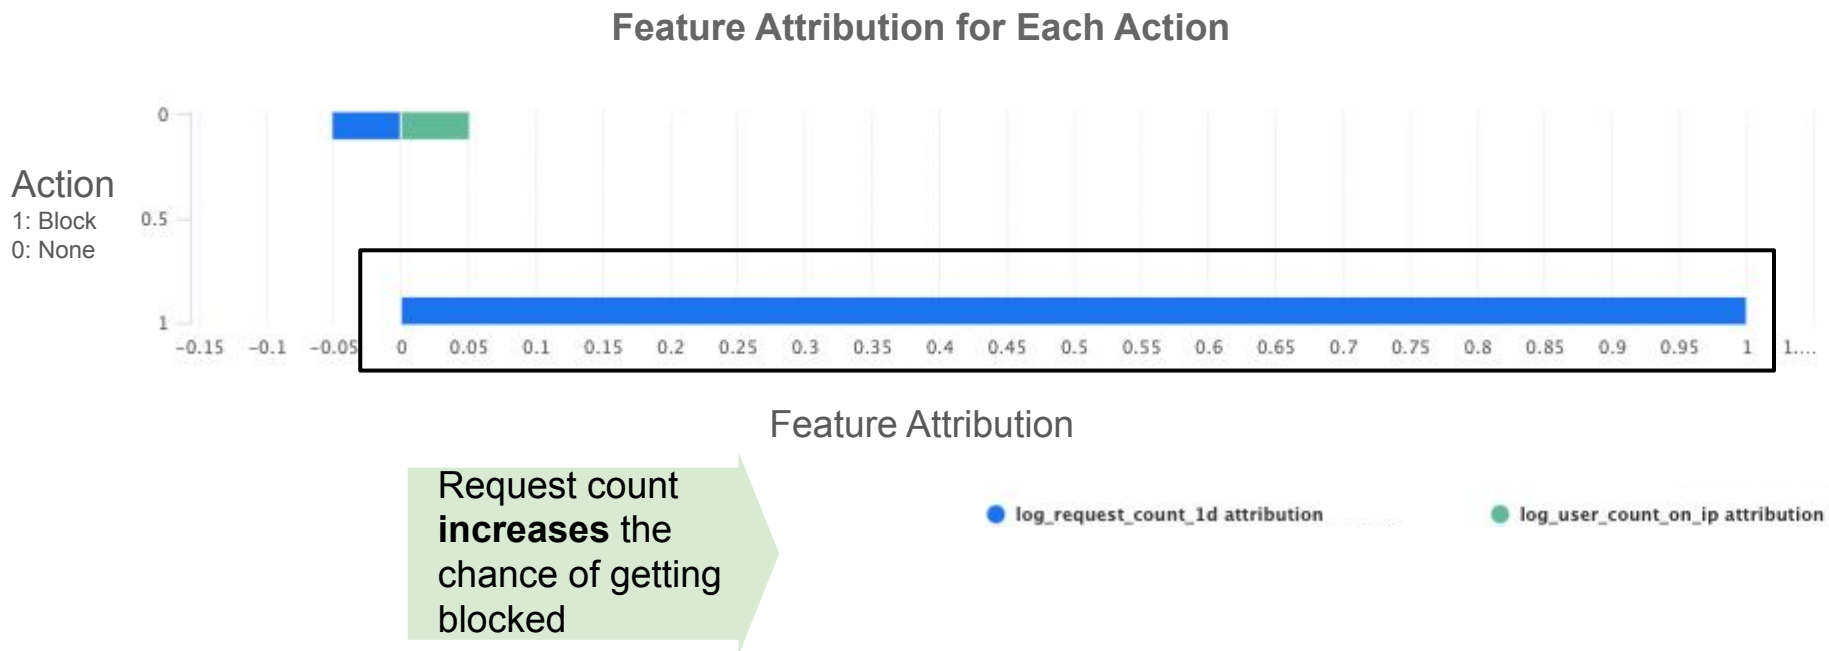 Feature Attribution for Each Action
0
Action
1: Block
0: None
0.5
1
−0.15 −0.1 −0.05 0 0.05 0.1 0.15 0.2 0.25 0.3 0.35 0.4 0.45 0.5 0.55 0.6 0.65 0.7 0.75 0.8 0.85 0.9 0.95 1 1....
Feature Attribution
Request count
increases the
chance of getting
blocked
log_request_count_1d attribution
log_user_count_on_ip attribution